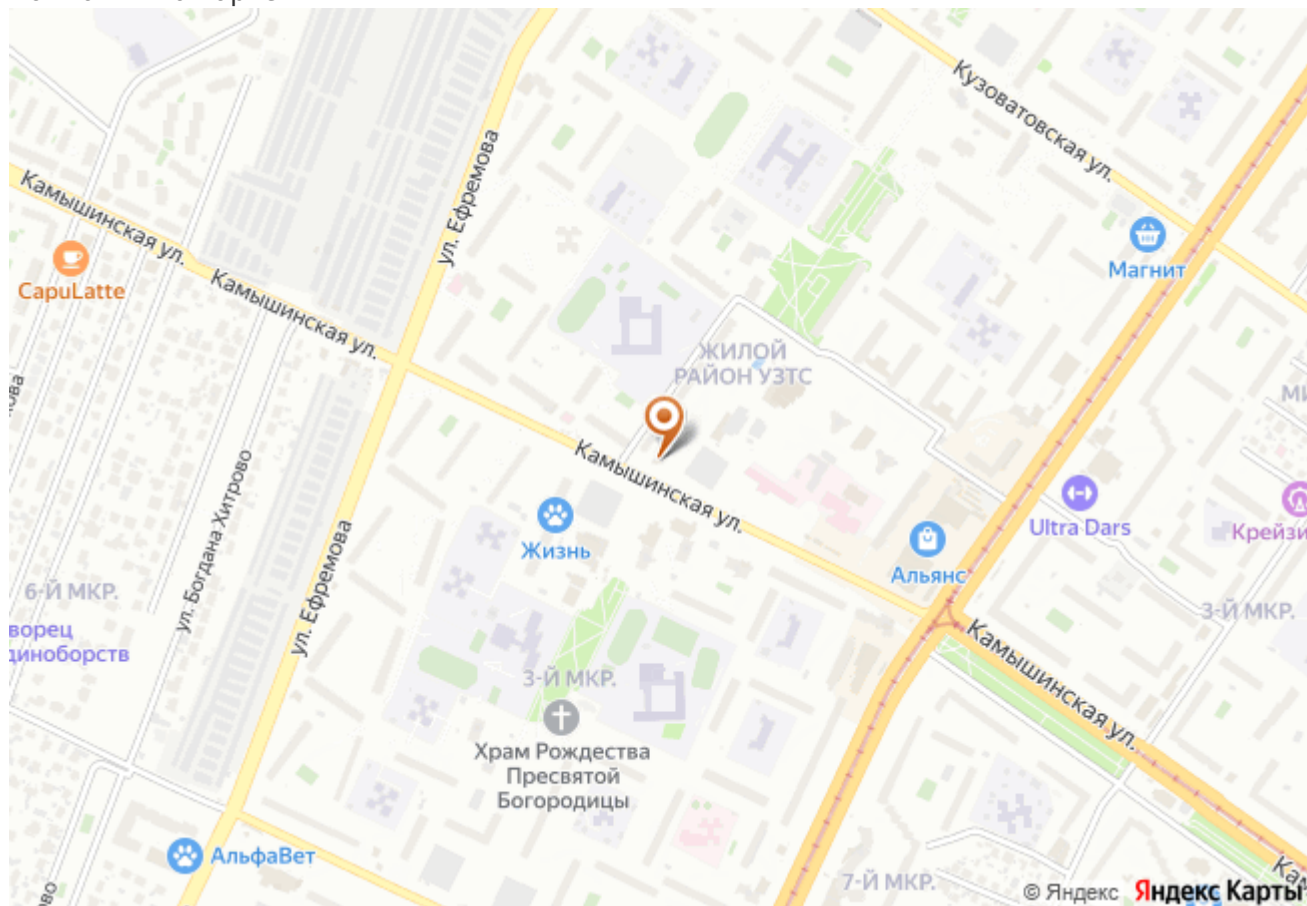 Кузоватовская ул.
ул. Ефремова
Камышинская ул.
CapuLatte
Камышинская ул.
Магнит
ЖИЛОЙ
РАЙОН УЗТС
Камышинская ул.
ул. Богдана Хитрово
Жизнь
Ultra Dars
Альянс
6-Й МКР.
ул. Ефремова
3-Й МКР.
3-Й МКР.
Камышинская ул.
Храм Рождества
Пресвятой
Богородицы
АльфаВет
7-Й МКР.
© Яндекс Яндекс Карты